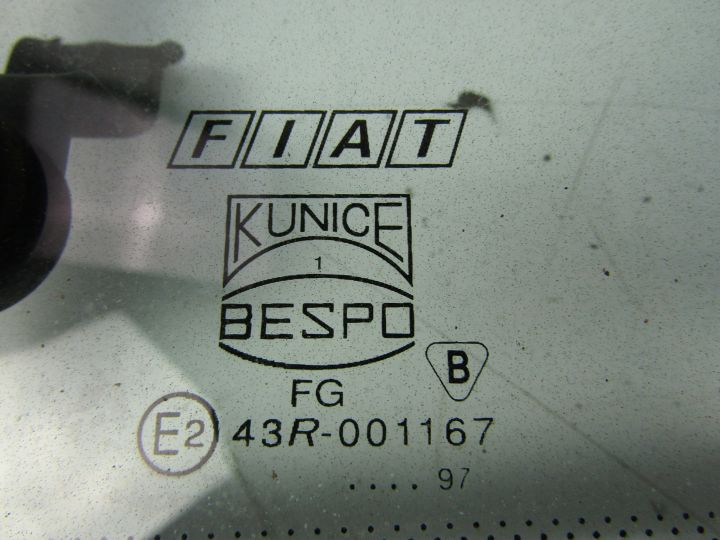 FIAT
KUNICE
1
BESPO
FG
B
E2 43R-001167
.... 97